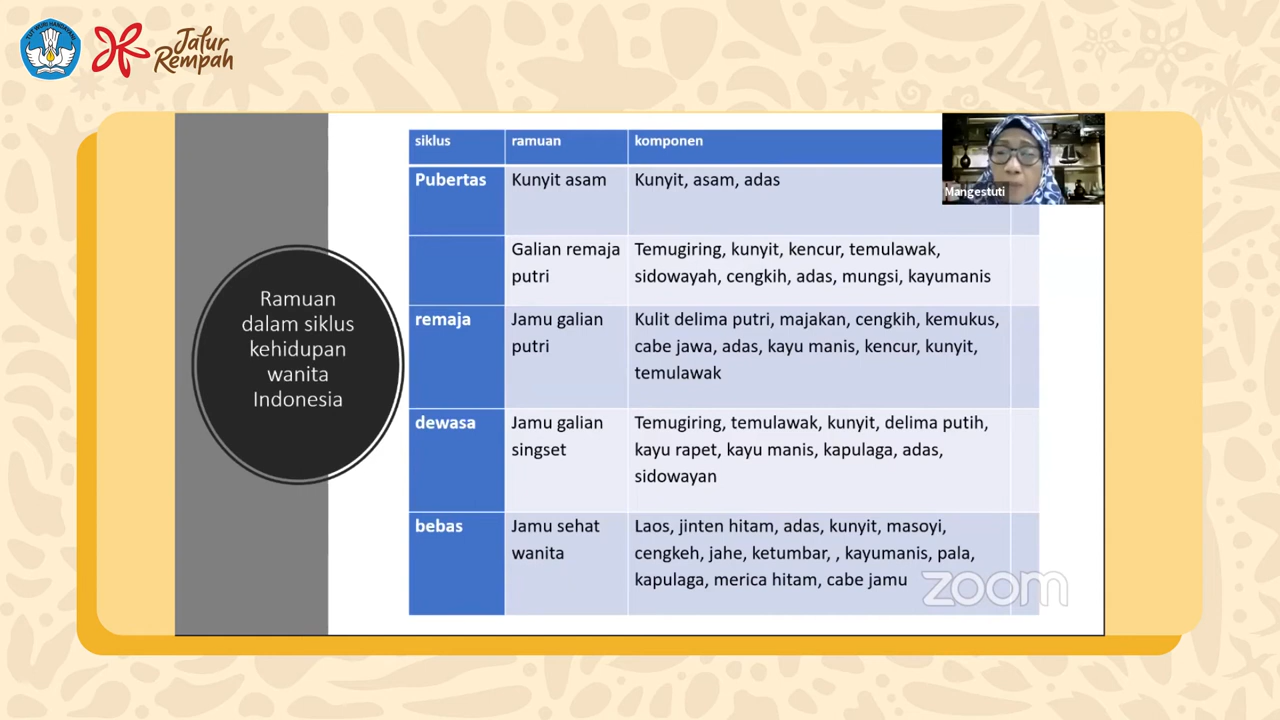 TUT WURI HANDAYANI
Jalur
Rempah
Mangestuti
Ramuan
dalam siklus
kehidupan
wanita
Indonesia
siklus ramuan komponen
Pubertas Kunyit asam Kunyit, asam, adas
Galian remaja putri Temugiring, kunyit, kencur, temulawak,
sidowayah, cengkih, adas, mungsi, kayumanis
remaja Jamu galian putri Kulit delima putri, majakan, cengkih, kemukus,
cabe jawa, adas, kayu manis, kencur, kunyit,
temulawak
dewasa Jamu galian singset Temugiring, temulawak, kunyit, delima putih,
kayu rapet, kayu manis, kapulaga, adas,
sidowayan
bebas Jamu sehat wanita Laos, jinten hitam, adas, kunyit, masoyi,
cengkeh, jahe, ketumbar, , kayumanis, pala,
kapulaga, merica hitam, cabe jamu
zoom